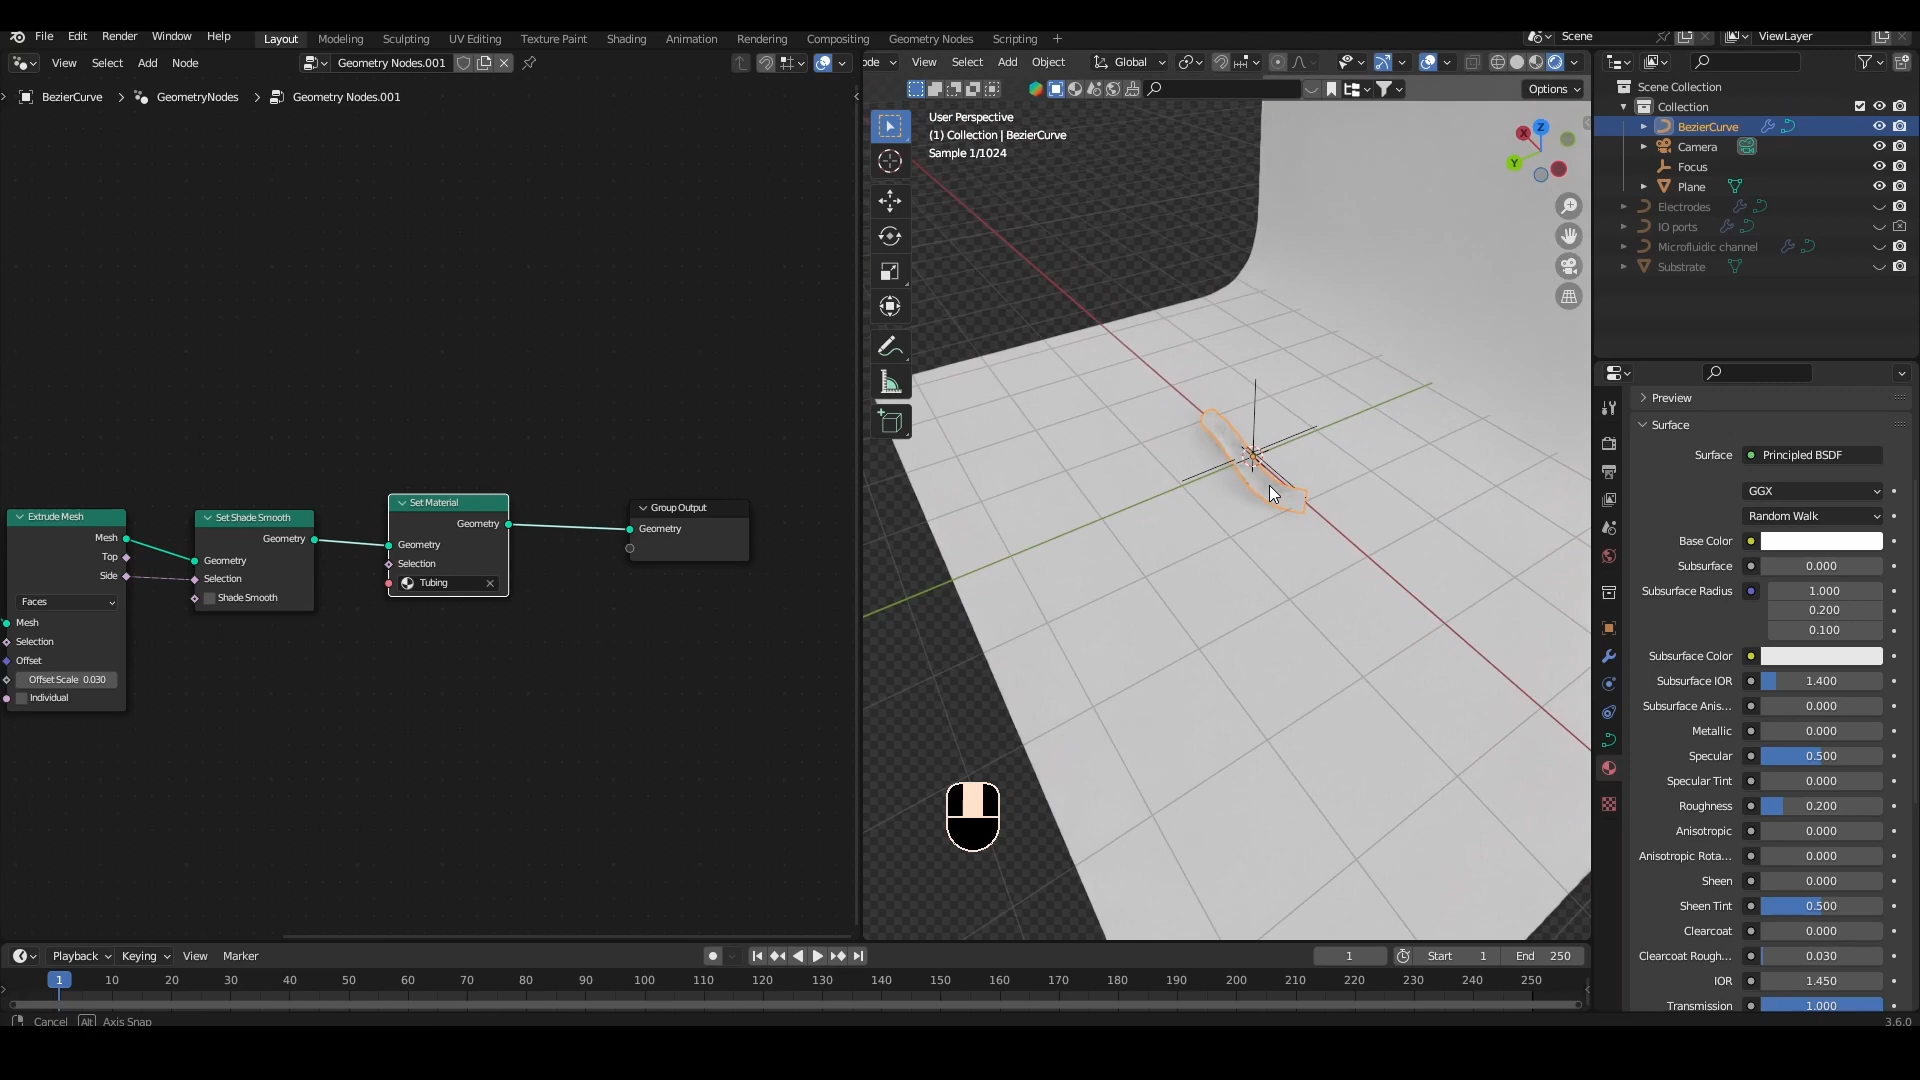 File Edit Render Window Help Layout Modeling Sculpting UV Editing Texture Paint Shading Animation Rendering Compositing Geometry Nodes Scripting + Scene ViewLayer
View Select Add Node Geometry Nodes.001
ode View Select Add Object Global
BezierCurve > GeometryNodes > Geometry Nodes.001
Options
User Perspective
(1) Collection | BezierCurve
Sample 1/1024
X
Y
Z
Scene Collection
Collection
BezierCurve
Camera
Focus
Plane
Electrodes
IO ports
Microfluidic channel
Substrate
Extrude Mesh
Mesh
Top
Side
Faces
Mesh
Selection
Offset
Offset Scale 0.030
Individual
Set Shade Smooth
Geometry
Geometry
Selection
Shade Smooth
Set Material
Geometry
Geometry
Selection
Tubing
Group Output
Geometry
Preview
Surface
Surface Principled BSDF
GGX
Random Walk
Base Color
Subsurface 0.000
Subsurface Radius 1.000
0.200
0.100
Subsurface Color
Subsurface IOR 1.400
Subsurface Anis... 0.000
Metallic 0.000
Specular 0.500
Specular Tint 0.000
Roughness 0.200
Anisotropic 0.000
Anisotropic Rota... 0.000
Sheen 0.000
Sheen Tint 0.500
Clearcoat 0.000
Clearcoat Rough... 0.030
IOR 1.450
Transmission 1.000
Playback Keying View Marker 1 Start 1 End 250
1 10 20 30 40 50 60 70 80 90 100 110 120 130 140 150 160 170 180 190 200 210 220 230 240 250
Cancel Alt Axis Snap
3.6.0